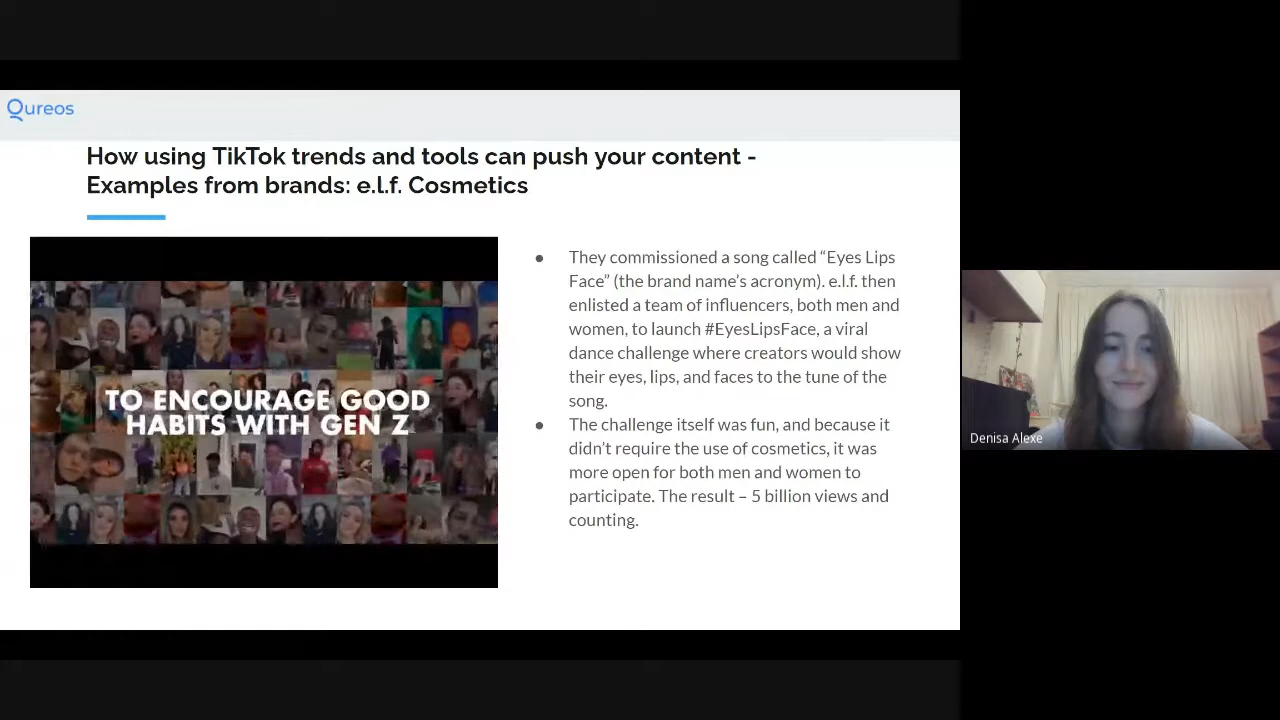 Qureos
How using TikTok trends and tools can push your content -
Examples from brands: e.l.f. Cosmetics
TO ENCOURAGE GOOD
HABITS WITH GEN Z
● They commissioned a song called “Eyes Lips
Face” (the brand name’s acronym). e.l.f. then
enlisted a team of influencers, both men and
women, to launch #EyesLipsFace, a viral
dance challenge where creators would show
their eyes, lips, and faces to the tune of the
song.
● The challenge itself was fun, and because it
didn’t require the use of cosmetics, it was
more open for both men and women to
participate. The result – 5 billion views and
counting.
Denisa Alexe